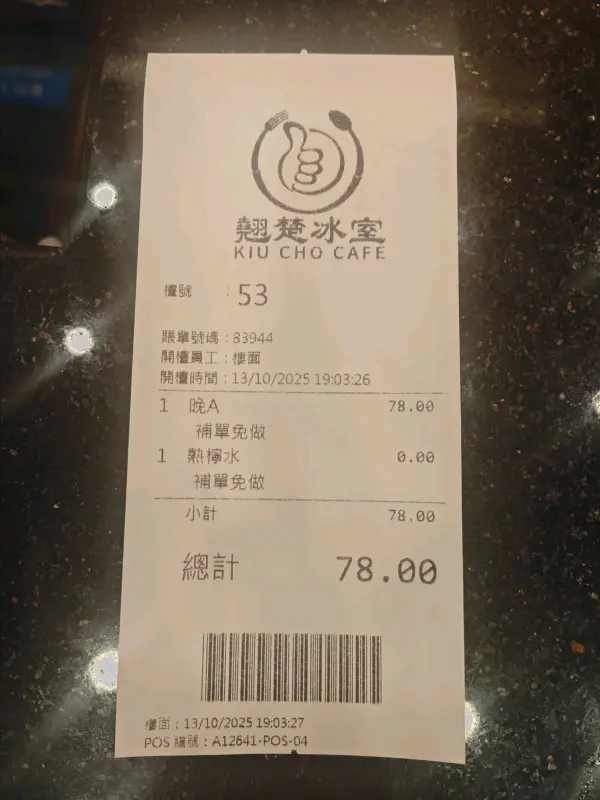 翹楚冰室
KIU CHO CAFE
檯號 : 53
賬單號碼 : 83944
開檯員工 : 樓面
開檯時間 : 13/10/2025 19:03:26
1 晚A 78.00
補單免做
1 熱檸水 0.00
補單免做
小計 78.00
總計 78.00
樓面 : 13/10/2025 19:03:27
POS 編號 : A12641-POS-04